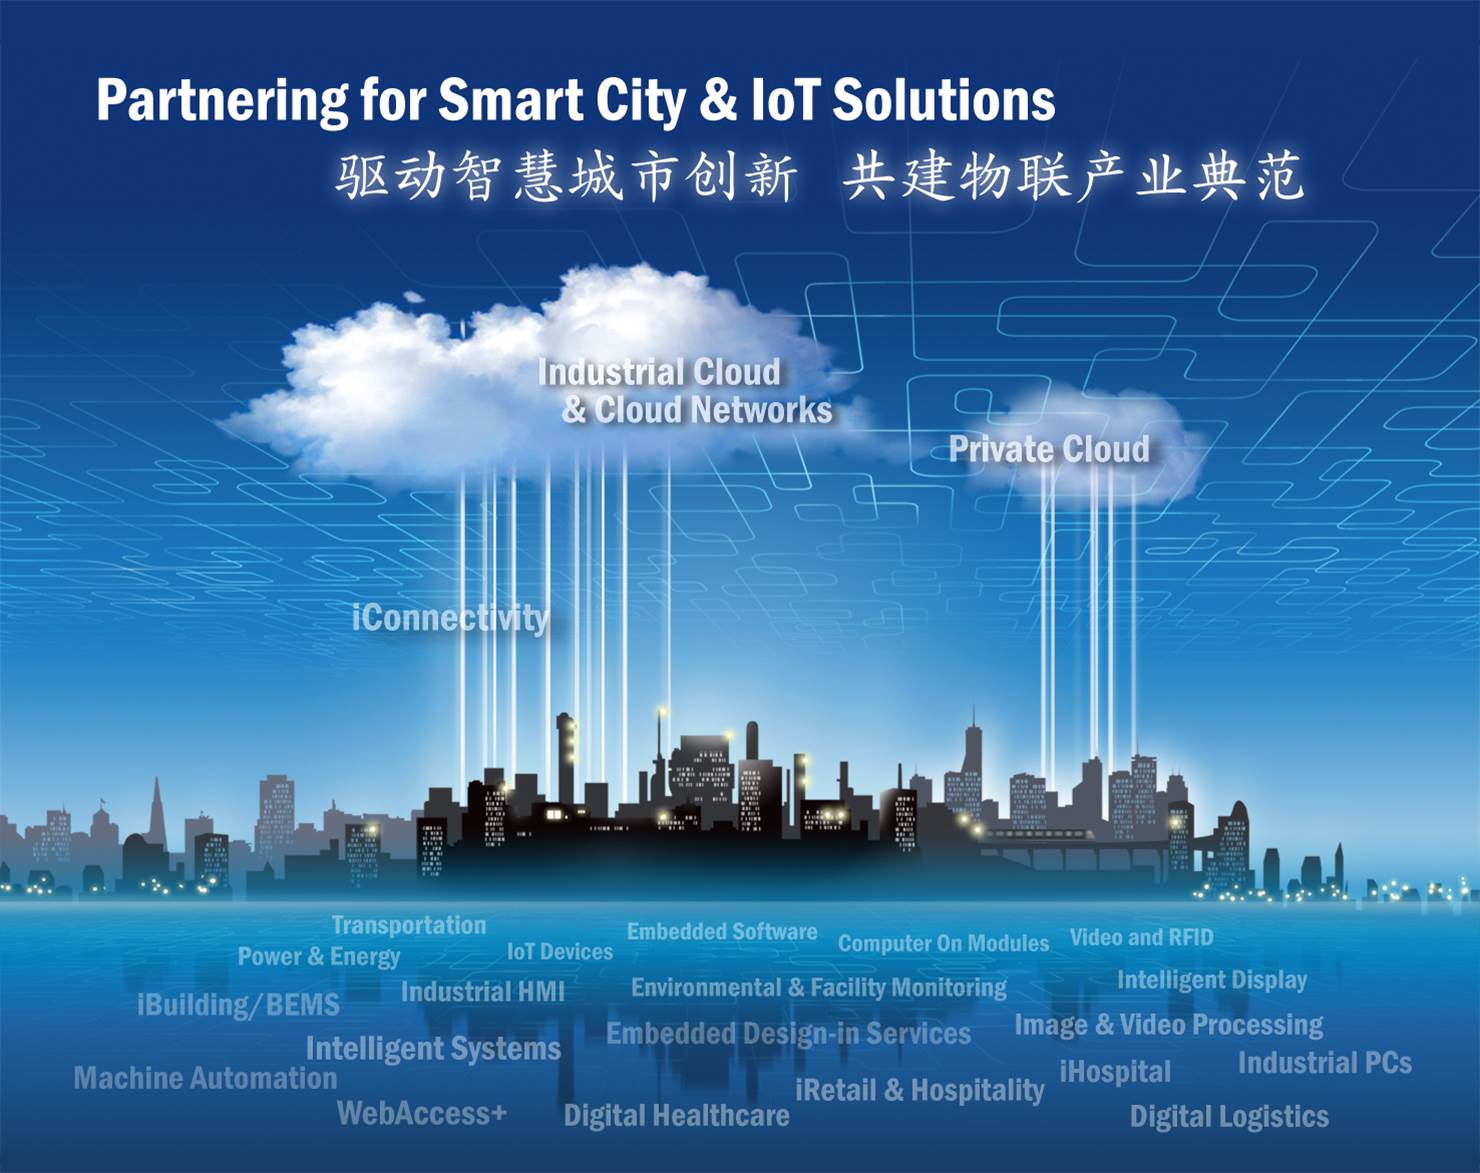 Partnering for Smart City & IoT Solutions
驱动智慧城市创新 共建物联产业典范
Industrial Cloud
& Cloud Networks
Private Cloud
iConnectivity
Transportation
Embedded Software
Computer On Modules
Video and RFID
Power & Energy
IoT Devices
Intelligent Display
iBuilding/BEMS
Industrial HMI
Environmental & Facility Monitoring
Image & Video Processing
Intelligent Systems
Embedded Design-in Services
Industrial PCs
Machine Automation
iRetail & Hospitality
iHospital
WebAccess+
Digital Healthcare
Digital Logistics